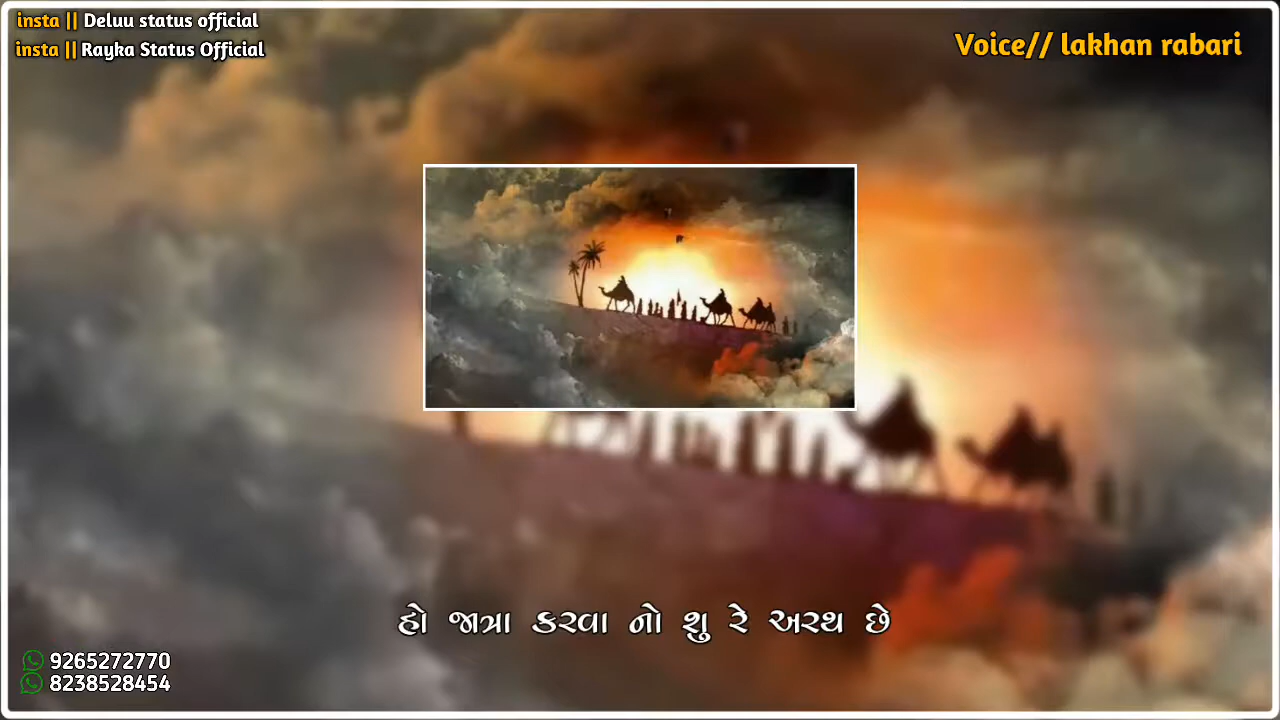 insta || Deluu status official
insta || Rayka Status Official
Voice// lakhan rabari
હો જાત્રા કરવા નો શુ રે અરથ છે
9265272770
8238528454